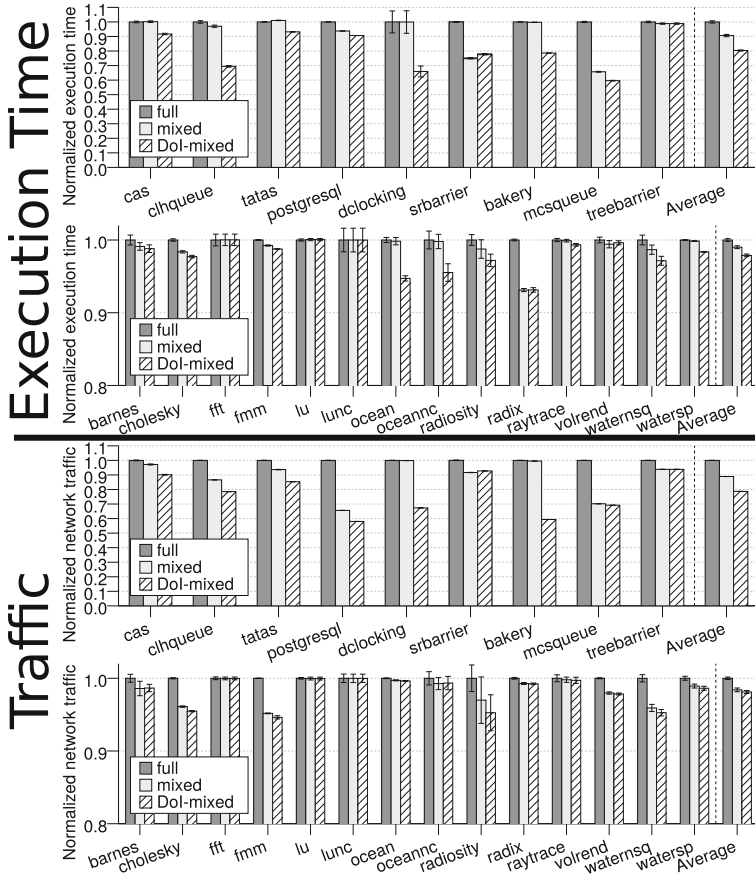 Execution Time
Normalized execution time
1.1
1.0
0.9
0.8
0.7
0.6
0.5
0.4
0.3
0.2
0.1
0.0
full
mixed
DoI-mixed
cas
clhqueue
tatas
postgresql
dclocking
srbarrier
bakery
mcsqueue
treebarrier
Average
Normalized execution time
1.0
0.9
0.8
full
mixed
DoI-mixed
barnes
cholesky
fft
fmm
lu
lunc
ocean
oceannc
radiosity
radix
raytrace
volrend
waternsq
watersp
Average
Traffic
Normalized network traffic
1.1
1.0
0.9
0.8
0.7
0.6
0.5
0.4
0.3
0.2
0.1
0.0
full
mixed
DoI-mixed
cas
clhqueue
tatas
postgresql
dclocking
srbarrier
bakery
mcsqueue
treebarrier
Average
Normalized network traffic
1.0
0.9
0.8
full
mixed
DoI-mixed
barnes
cholesky
fft
fmm
lu
lunc
ocean
oceannc
radiosity
radix
raytrace
volrend
waternsq
watersp
Average